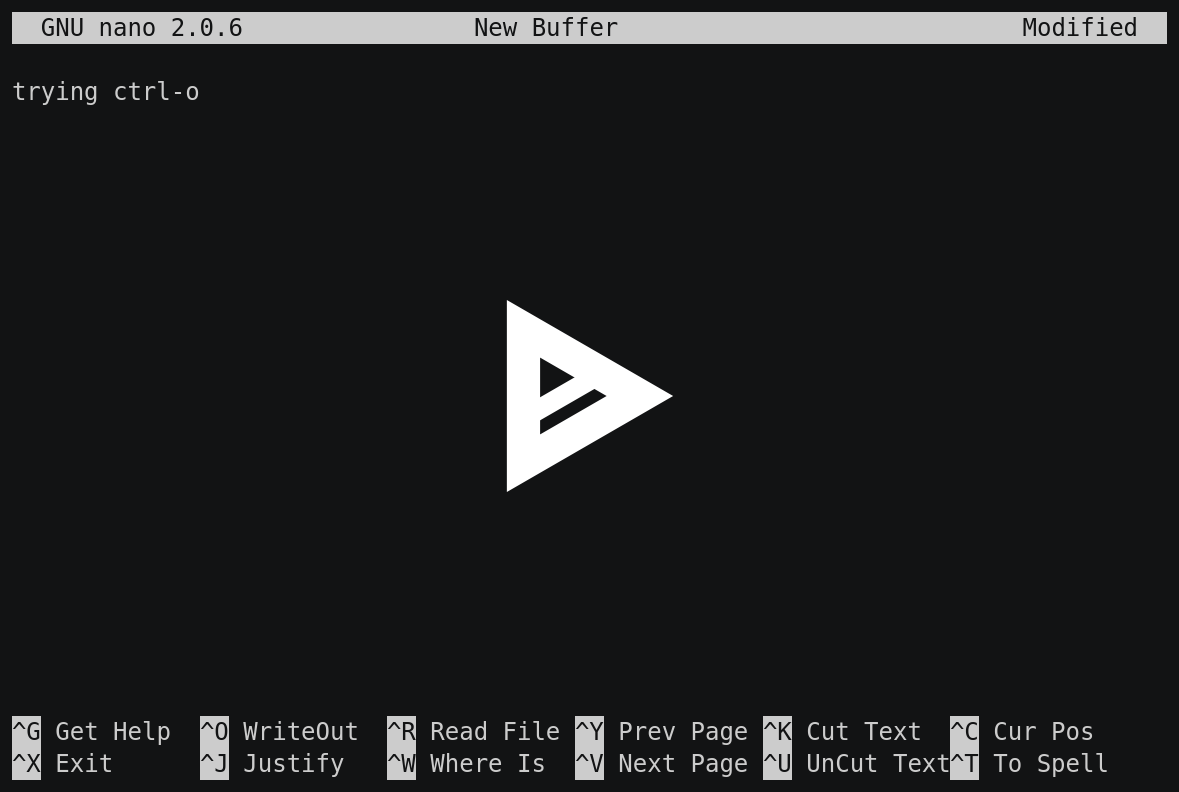 GNU nano 2.0.6 New Buffer Modified
trying ctrl-o
^G Get Help ^O WriteOut ^R Read File ^Y Prev Page ^K Cut Text ^C Cur Pos
^X Exit ^J Justify ^W Where Is ^V Next Page ^U UnCut Text^T To Spell